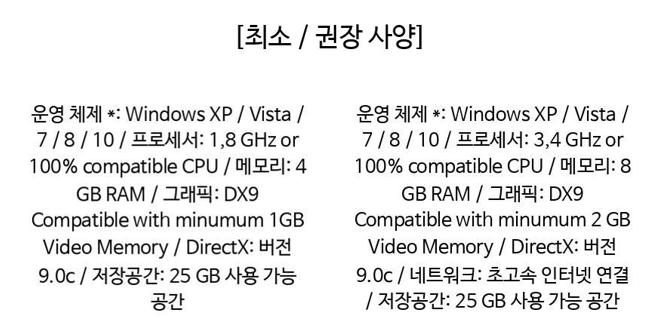 [최소 / 권장 사양]
운영 체제 *: Windows XP / Vista /
7 / 8 / 10 / 프로세서: 1,8 GHz or
100% compatible CPU / 메모리: 4
GB RAM / 그래픽: DX9
Compatible with minumum 1GB
Video Memory / DirectX: 버전
9.0c / 저장공간: 25 GB 사용 가능
공간
운영 체제 *: Windows XP / Vista /
7 / 8 / 10 / 프로세서: 3,4 GHz or
100% compatible CPU / 메모리: 8
GB RAM / 그래픽: DX9
Compatible with minumum 2 GB
Video Memory / DirectX: 버전
9.0c / 네트워크: 초고속 인터넷 연결
/ 저장공간: 25 GB 사용 가능 공간